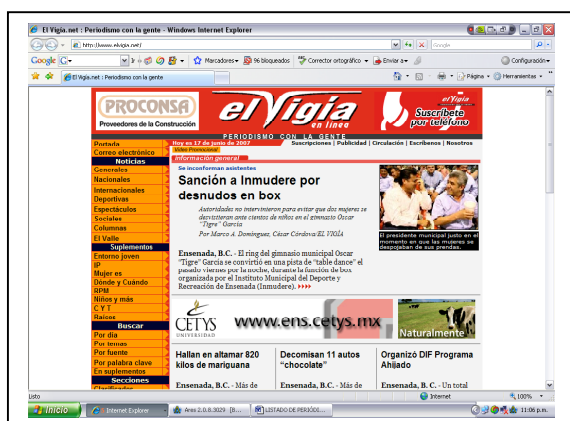 El Vigia.net : Periodismo con la gente - Windows Internet Explorer
http://www.elvigia.net/
Google
Google
Marcadores
96 bloqueados
Corrector ortográfico
Enviar a
Configuración
El Vigia.net : Periodismo con la gente
Página
Herramientas
PROCONSA
Proveedores de la Construcción
el Vigía
en línea
PERIODISMO CON LA GENTE
el Vigía
Suscríbete
por teléfono
Hoy es 17 de junio de 2007
Suscripciones | Publicidad | Circulación | Escríbenos | Nosotros
Video Promocional
Información general
Portada
Correo electrónico
Noticias
Generales
Nacionales
Internacionales
Deportivas
Espectáculos
Sociales
Columnas
El Valle
Suplementos
Entorno joven
IP
Mujer es
Dónde y Cuándo
RPM
Niños y más
C Y T
Raíces
Buscar
Por día
Por temas
Por fuente
Por palabra clave
En suplementos
Secciones
Clasificados
Se inconforman asistentes
Sanción a Inmudere por
desnudos en box
Autoridades no intervinieron para evitar que dos mujeres se
desvistieran ante cientos de niños en el gimnasio Oscar
"Tigre" García
Por Marco A. Domínguez, César Córdova/EL VIGÍA
Ensenada, B.C. - El ring del gimnasio municipal Oscar
"Tigre" García se convirtió en una pista de "table dance" el
pasado viernes por la noche, durante la función de box
organizada por el Instituto Municipal del Deporte y
Recreación de Ensenada (Inmudere).
El presidente municipal justo en el
momento en que las mujeres se
despojaban de sus prendas.
CETYS
UNIVERSIDAD
www.ens.cetys.mx
Naturalmente
Hallan en altamar 820
kilos de mariguana
Ensenada, B.C. - Más de
Decomisan 11 autos
"chocolate"
Ensenada, B.C. - Más de
Organizó DIF Programa
Ahijado
Ensenada, B. C. - Un total
Listo
Internet
100%
Inicio
Internet Explorer
Ares 2.0.8.3029 [B...
LISTADO DE PERIÓDI...
11:06 p.m.